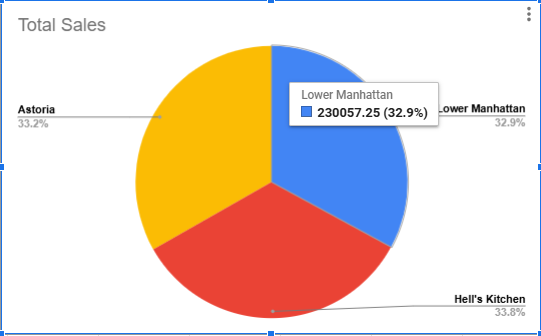 Total Sales
Lower Manhattan
230057.25 (32.9%)
Astoria
33.2%
Lower Manhattan
32.9%
Hell's Kitchen
33.8%